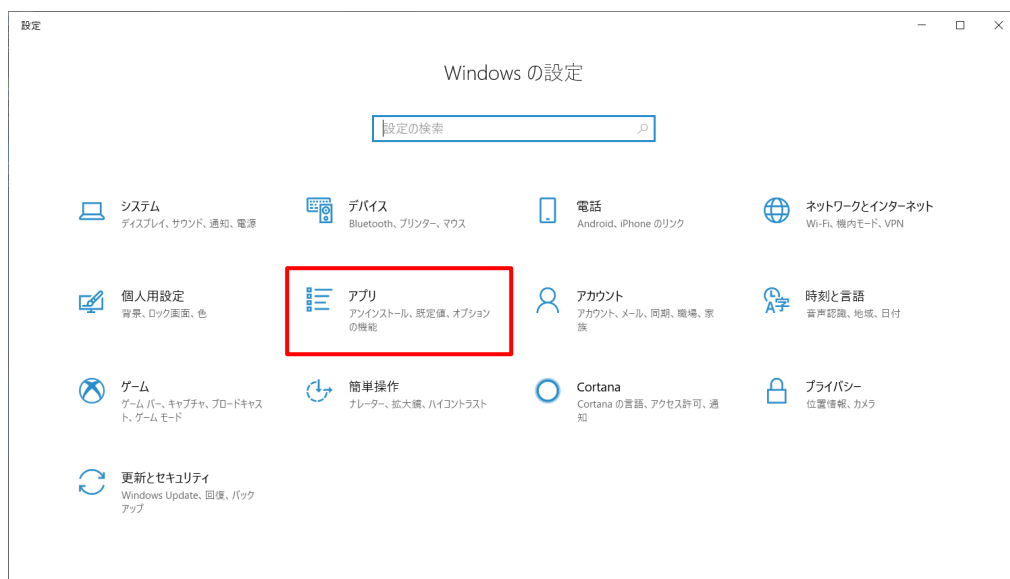 設定
Windows の設定
設定の検索
システム
ディスプレイ、サウンド、通知、電源
デバイス
Bluetooth、プリンター、マウス
電話
Android、iPhone のリンク
ネットワークとインターネット
Wi-Fi、機内モード、VPN
個人用設定
背景、ロック画面、色
アプリ
アンインストール、既定値、オプション
の機能
アカウント
アカウント、メール、同期、職場、家
族
時刻と言語
音声認識、地域、日付
ゲーム
ゲーム バー、キャプチャ、ブロードキャス
ト、ゲーム モード
簡単操作
ナレーター、拡大鏡、ハイコントラスト
Cortana
Cortana の言語、アクセス許可、通
知
プライバシー
位置情報、カメラ
更新とセキュリティ
Windows Update、回復、バック
アップ